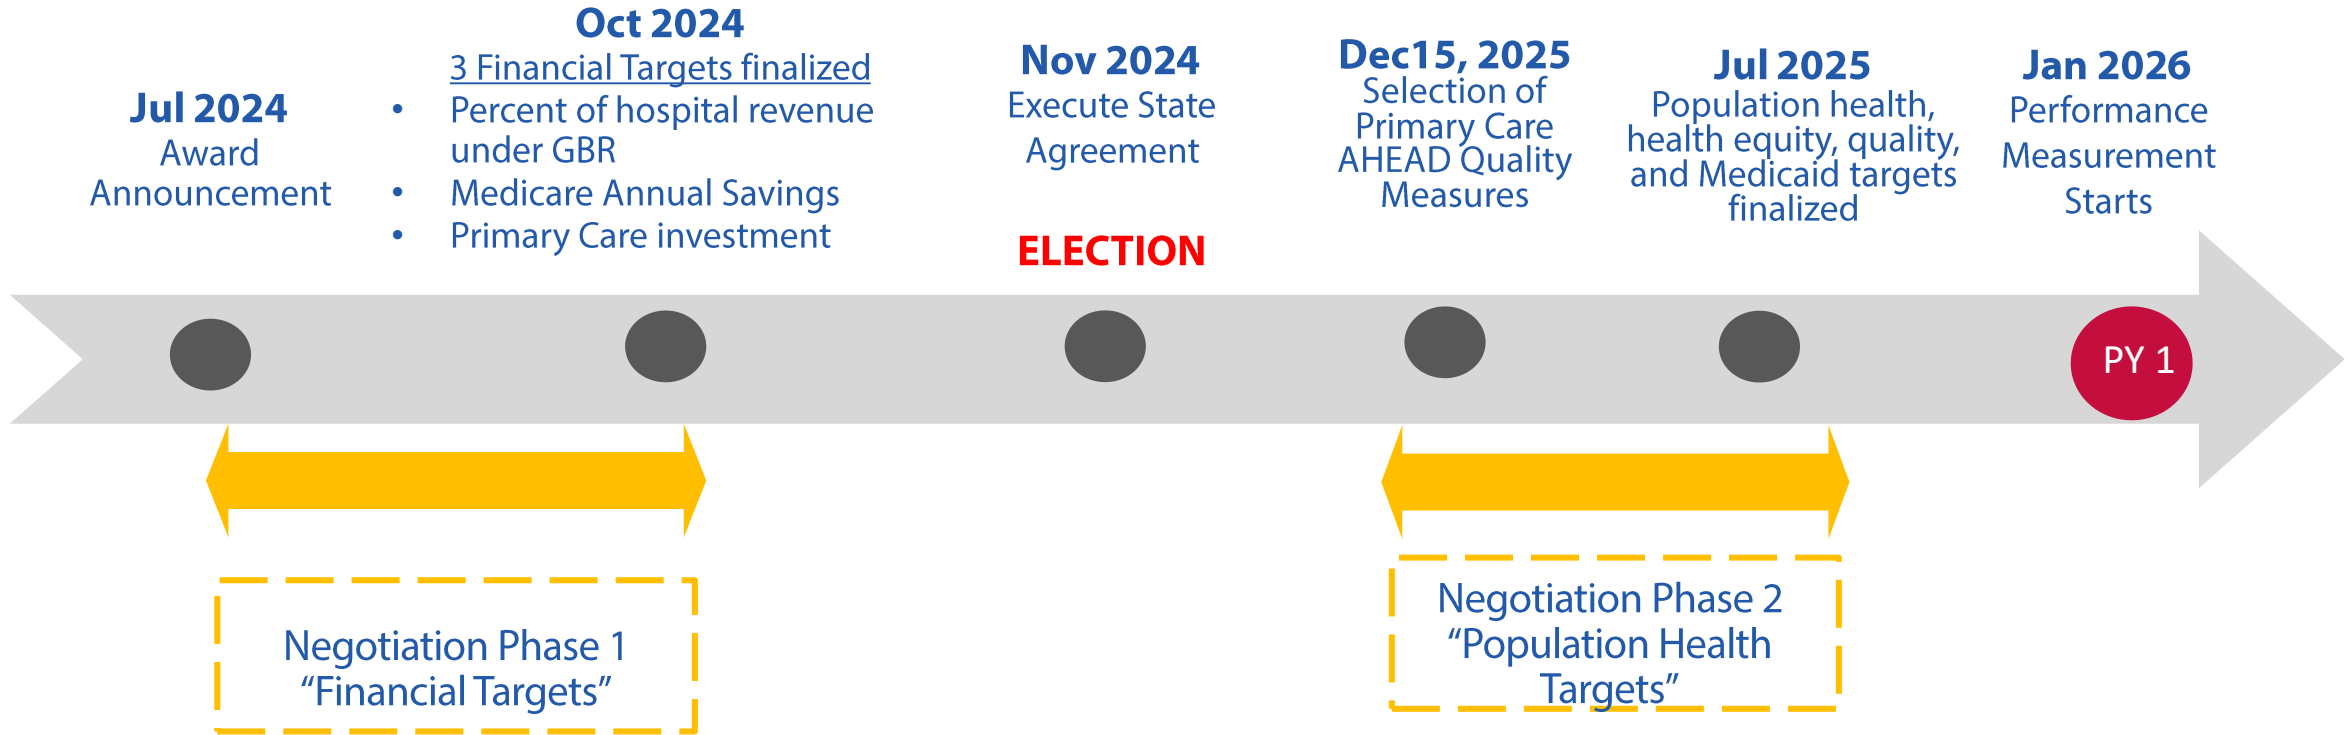 Jul 2024
Award
Announcement
Oct 2024
3 Financial Targets finalized
• Percent of hospital revenue
under GBR
• Medicare Annual Savings
• Primary Care investment
Nov 2024
Execute State
Agreement
ELECTION
Dec15, 2025
Selection of
Primary Care
AHEAD Quality
Measures
Jul 2025
Population health,
health equity, quality,
and Medicaid targets
finalized
Jan 2026
Performance
Measurement
Starts
PY 1
Negotiation Phase 1
“Financial Targets”
Negotiation Phase 2
“Population Health
Targets”